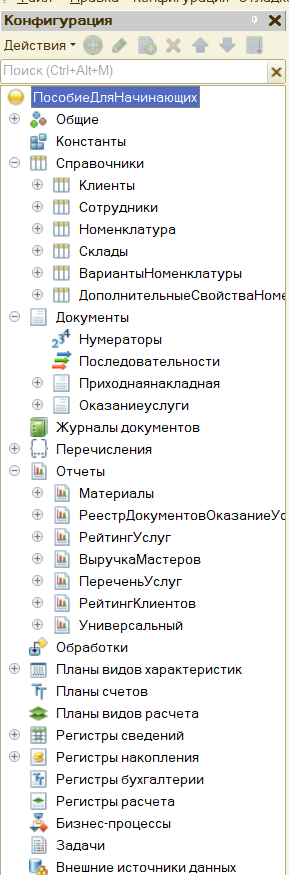 Конфигурация
Действия
Поиск (Ctrl+Alt+M)
ПособиеДляНачинающих
Общие
Константы
Справочники
Клиенты
Сотрудники
Номенклатура
Склады
ВариантыНоменклатуры
ДополнительныеСвойстваНоме
Документы
Нумераторы
Последовательности
Приходнаянакладная
Оказаниеуслуги
Журналы документов
Перечисления
Отчеты
Материалы
РеестрДокументовОказаниеУс
РейтингУслуг
ВыручкаМастеров
ПереченьУслуг
РейтингКлиентов
Универсальный
Обработки
Планы видов характеристик
Планы счетов
Планы видов расчета
Регистры сведений
Регистры накопления
Регистры бухгалтерии
Регистры расчета
Бизнес-процессы
Задачи
Внешние источники данных